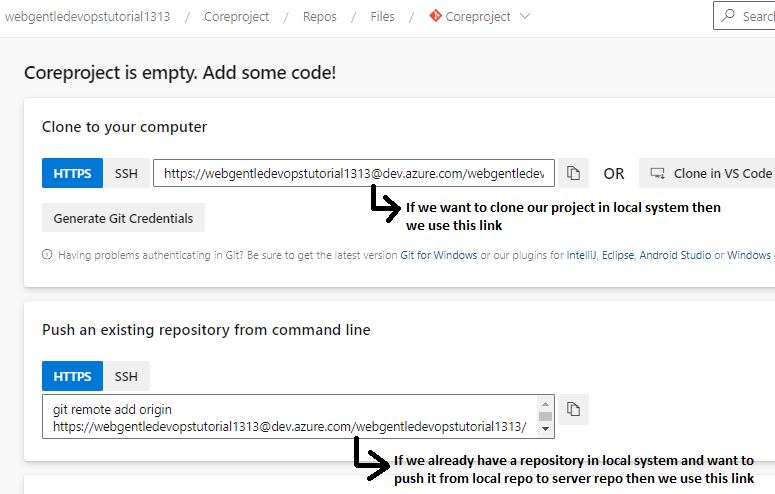 webgentledevopstutorial1313 / Coreproject / Repos / Files / Coreproject
Coreproject is empty. Add some code!
Clone to your computer
HTTPS SSH https://webgentledevopstutorial1313@dev.azure.com/webgentledev OR Clone in VS Code
If we want to clone our project in local system then
we use this link
Generate Git Credentials
Having problems authenticating in Git? Be sure to get the latest version Git for Windows or our plugins for IntelliJ, Eclipse, Android Studio or Windows
Push an existing repository from command line
HTTPS SSH
git remote add origin
https://webgentledevopstutorial1313@dev.azure.com/webgentledevopstutorial1313/
If we already have a repository in local system and want to
push it from local repo to server repo then we use this link